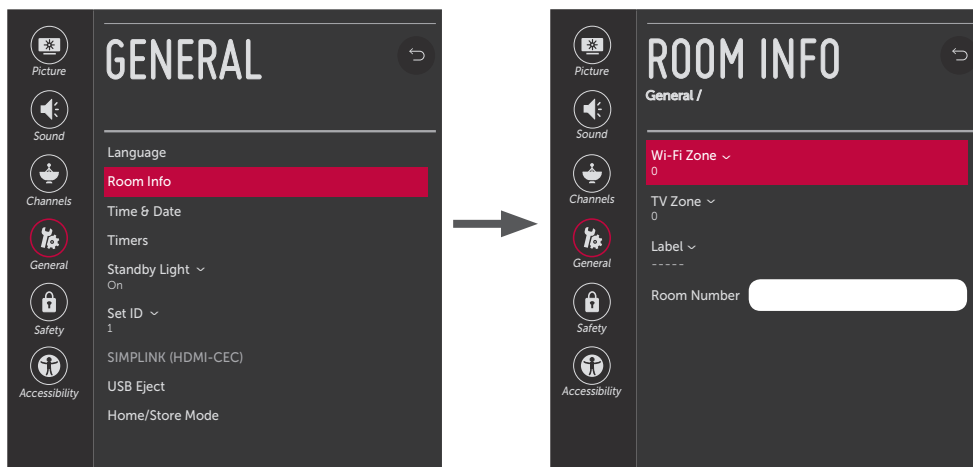 Picture
Sound
Channels
General
Safety
Accessibility
GENERAL
Language
Room Info
Time & Date
Timers
Standby Light
On
Set ID
1
SIMPLINK (HDMI-CEC)
USB Eject
Home/Store Mode
Picture
Sound
Channels
General
Safety
Accessibility
ROOM INFO
General /
Wi-Fi Zone
0
TV Zone
0
Label
-----
Room Number